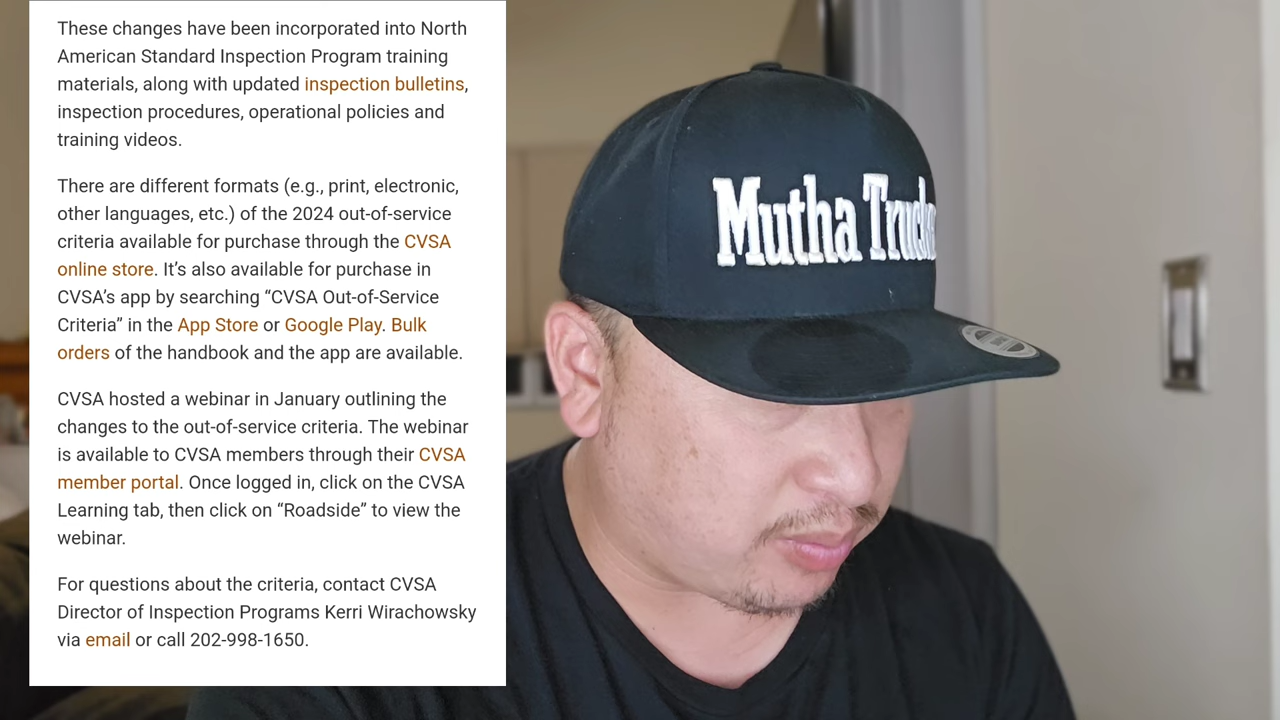 These changes have been incorporated into North
American Standard Inspection Program training
materials, along with updated inspection bulletins,
inspection procedures, operational policies and
training videos.
There are different formats (e.g., print, electronic,
other languages, etc.) of the 2024 out-of-service
criteria available for purchase through the CVSA
online store. It’s also available for purchase in
CVSA’s app by searching “CVSA Out-of-Service
Criteria” in the App Store or Google Play. Bulk
orders of the handbook and the app are available.
CVSA hosted a webinar in January outlining the
changes to the out-of-service criteria. The webinar
is available to CVSA members through their CVSA
member portal. Once logged in, click on the CVSA
Learning tab, then click on “Roadside” to view the
webinar.
For questions about the criteria, contact CVSA
Director of Inspection Programs Kerri Wirachowsky
via email or call 202-998-1650.
Mutha Trucke